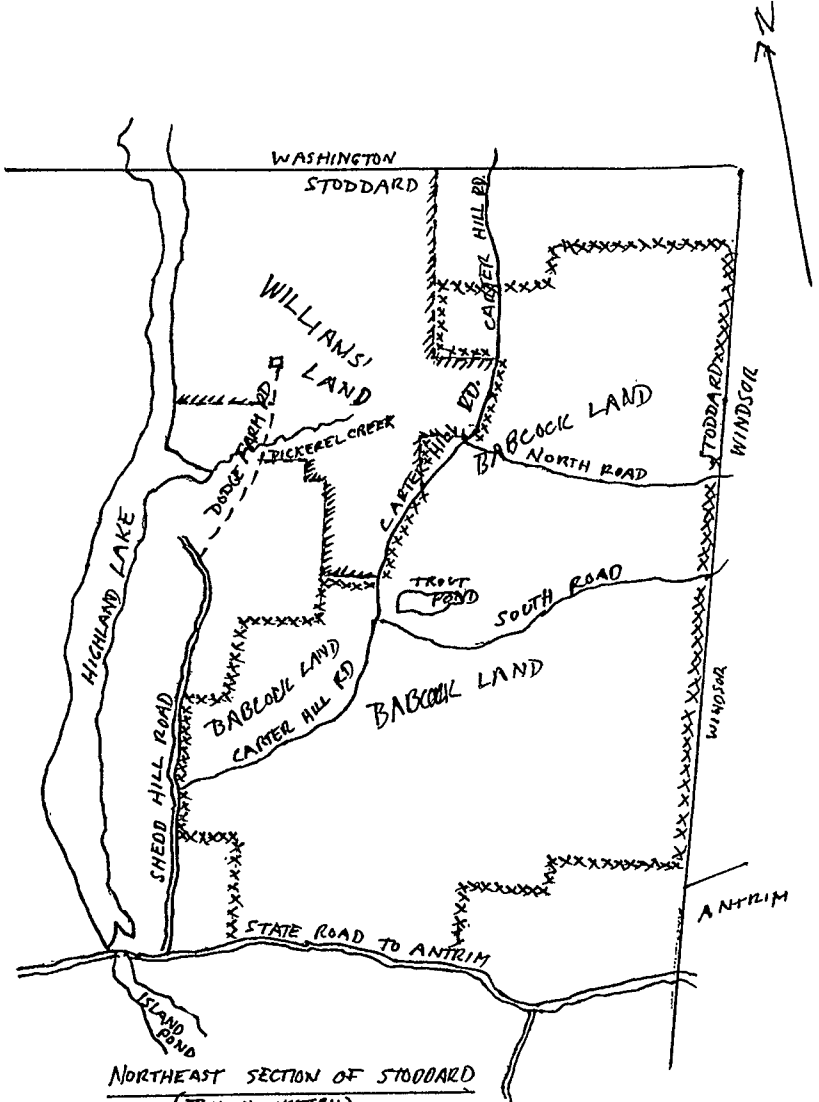 N
WASHINGTON
STODDARD
CARTER HILL RD.
WILLIAMS'
LAND
STODDARD
WINDSOR
DODGE FARM RD
PICKEREL CREEK
CARTER HILL RD.
BABCOCK LAND
NORTH ROAD
HIGHLAND LAKE
TROUT
POND
SOUTH ROAD
BABCOCK LAND
CARTER HILL RD
BABCOCK LAND
WINDSOR
SHEDD HILL ROAD
STATE ROAD TO ANTRIM
ANTRIM
ISLAND
POND
NORTHEAST SECTION OF STODDARD